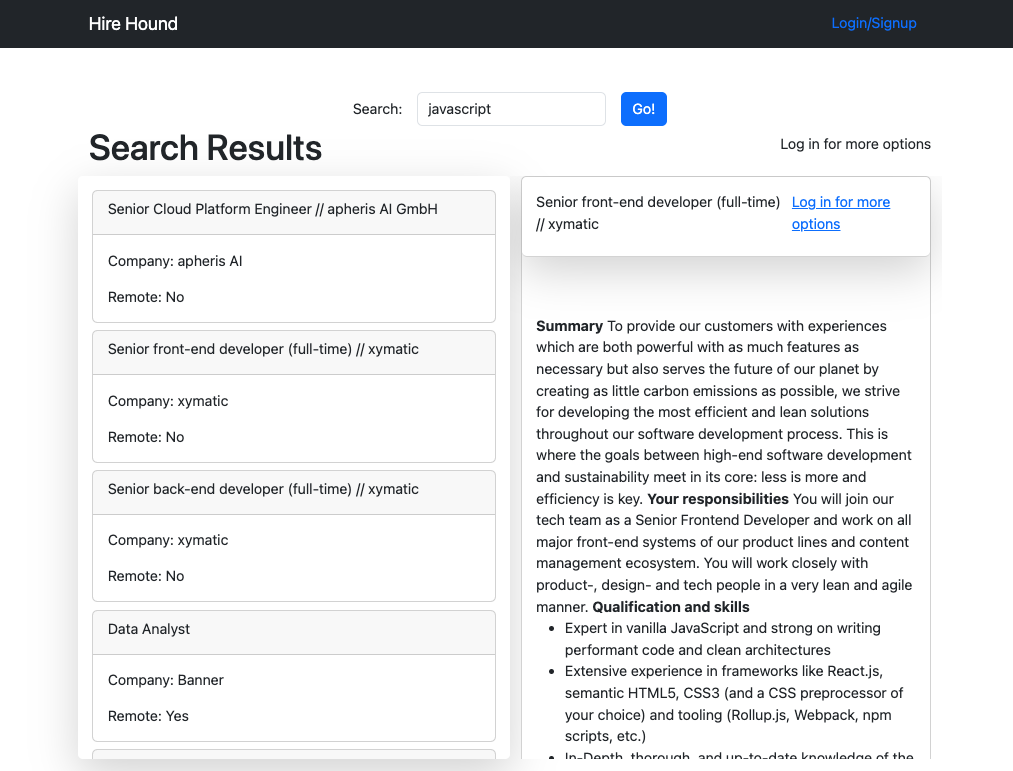 Hire Hound
Login/Signup
Search:
javascript
Go!
Search Results
Log in for more options
Senior Cloud Platform Engineer // apheris AI GmbH
Company: apheris AI
Remote: No
Senior front-end developer (full-time) // xymatic
Company: xymatic
Remote: No
Senior back-end developer (full-time) // xymatic
Company: xymatic
Remote: No
Data Analyst
Company: Banner
Remote: Yes
Senior front-end developer (full-time)
// xymatic
Log in for more
options
Summary To provide our customers with experiences
which are both powerful with as much features as
necessary but also serves the future of our planet by
creating as little carbon emissions as possible, we strive
for developing the most efficient and lean solutions
throughout our software development process. This is
where the goals between high-end software development
and sustainability meet in its core: less is more and
efficiency is key. Your responsibilities You will join our
tech team as a Senior Frontend Developer and work on all
major front-end systems of our product lines and content
management ecosystem. You will work closely with
product-, design- and tech people in a very lean and agile
manner. Qualification and skills
• Expert in vanilla JavaScript and strong on writing
performant code and clean architectures
• Extensive experience in frameworks like React.js,
semantic HTML5, CSS3 (and a CSS preprocessor of
your choice) and tooling (Rollup.js, Webpack, npm
scripts, etc.)
• In-Depth, thorough, and up-to-date knowledge of the